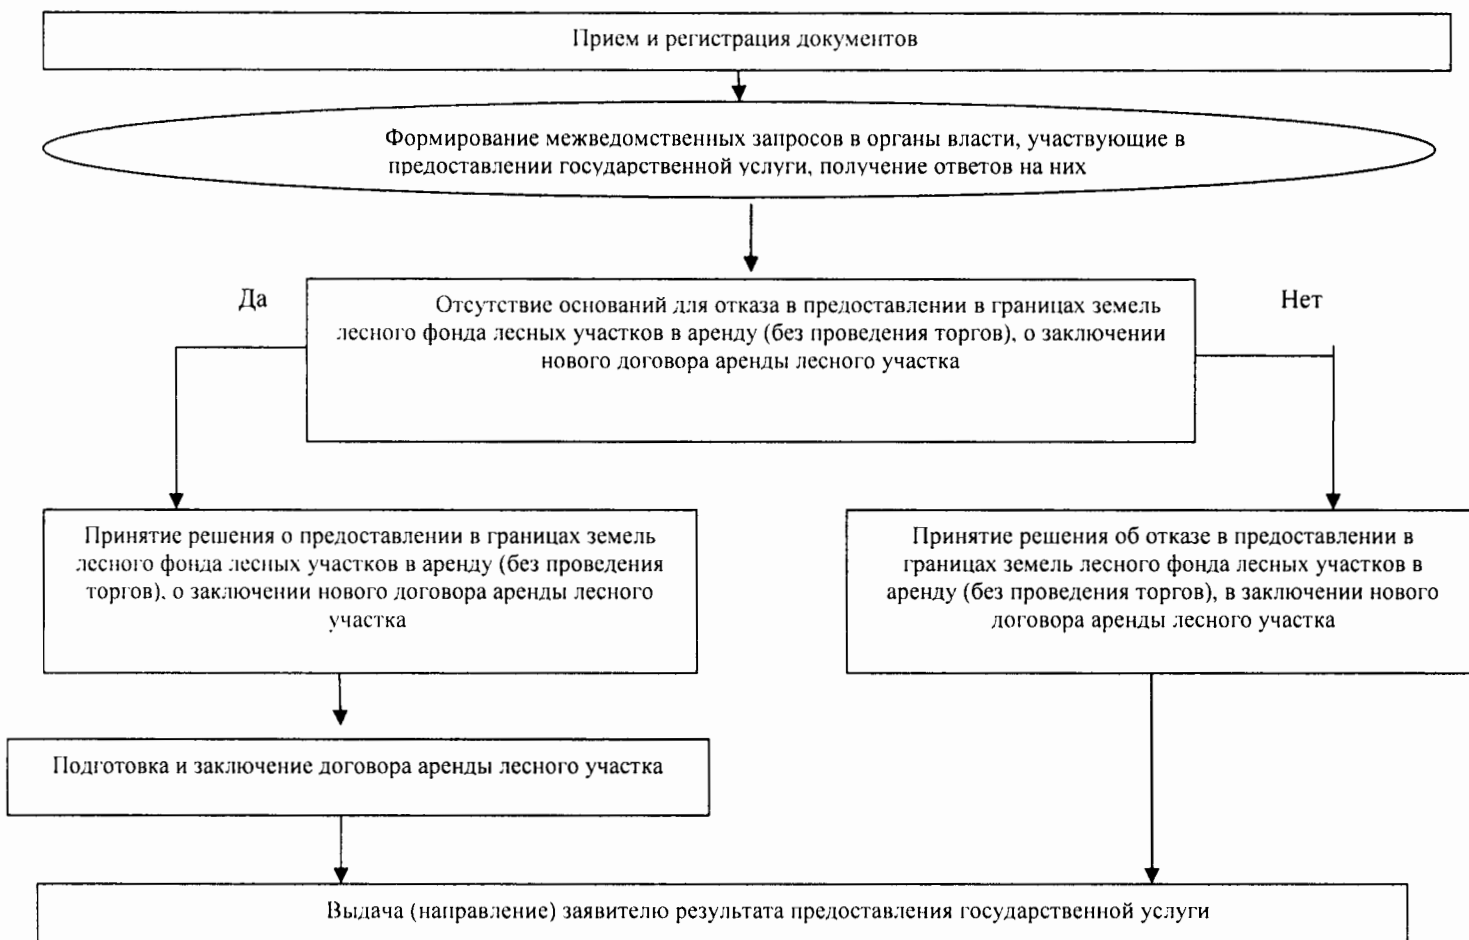 Прием и регистрация документов
Формирование межведомственных запросов в органы власти, участвующие в
предоставлении государственной услуги, получение ответов на них
Да
Нет
Отсутствие оснований для отказа в предоставлении в границах земель
лесного фонда лесных участков в аренду (без проведения торгов), о заключении
нового договора аренды лесного участка
Принятие решения о предоставлении в границах земель
лесного фонда лесных участков в аренду (без проведения
торгов), о заключении нового договора аренды лесного
участка
Принятие решения об отказе в предоставлении в
границах земель лесного фонда лесных участков в
аренду (без проведения торгов), в заключении нового
договора аренды лесного участка
Подготовка и заключение договора аренды лесного участка
Выдача (направление) заявителю результата предоставления государственной услуги